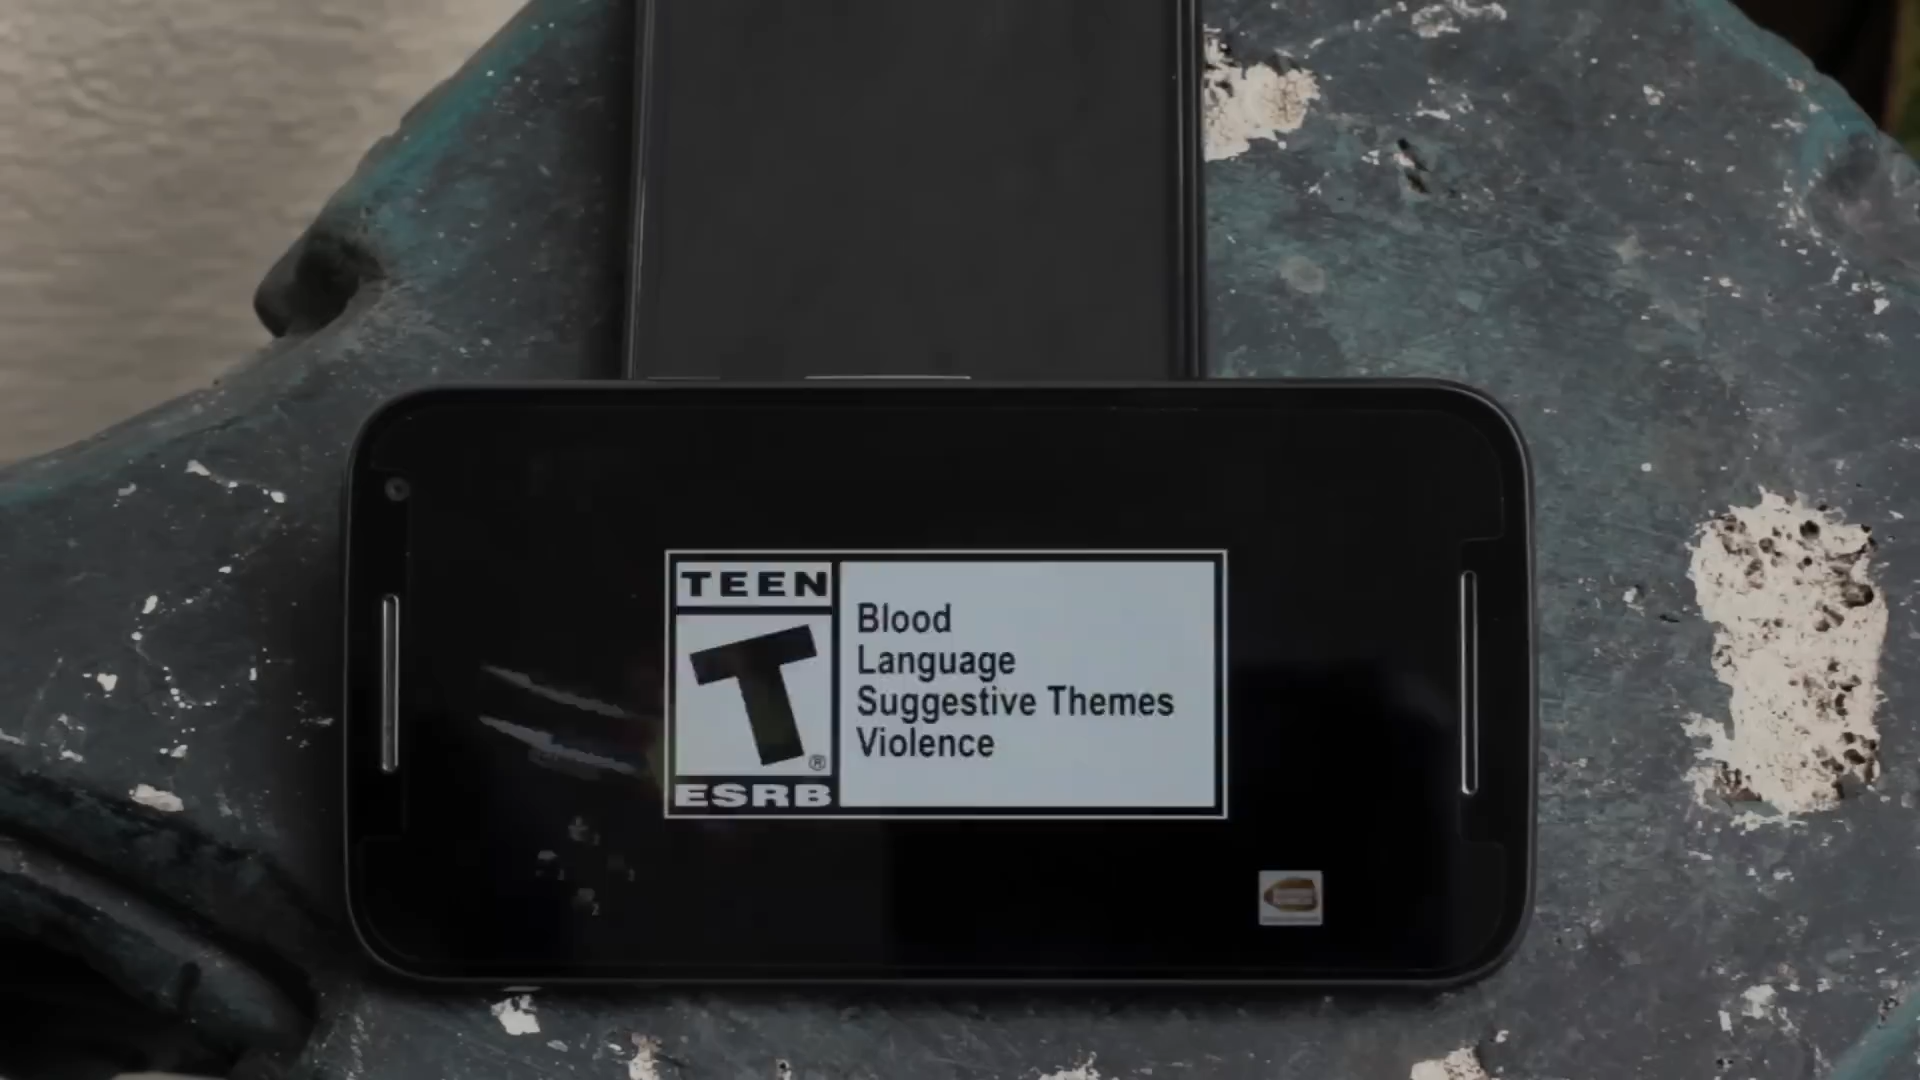 TEEN
T
®
ESRB
Blood
Language
Suggestive Themes
Violence